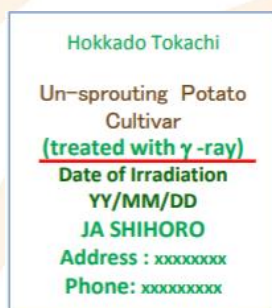 Hokkado Tokachi
Un-sprouting Potato
Cultivar
(treated with γ-ray)
Date of Irradiation
YY/MM/DD
JA SHIHORO
Address : xxxxxxxx
Phone: xxxxxxxxx